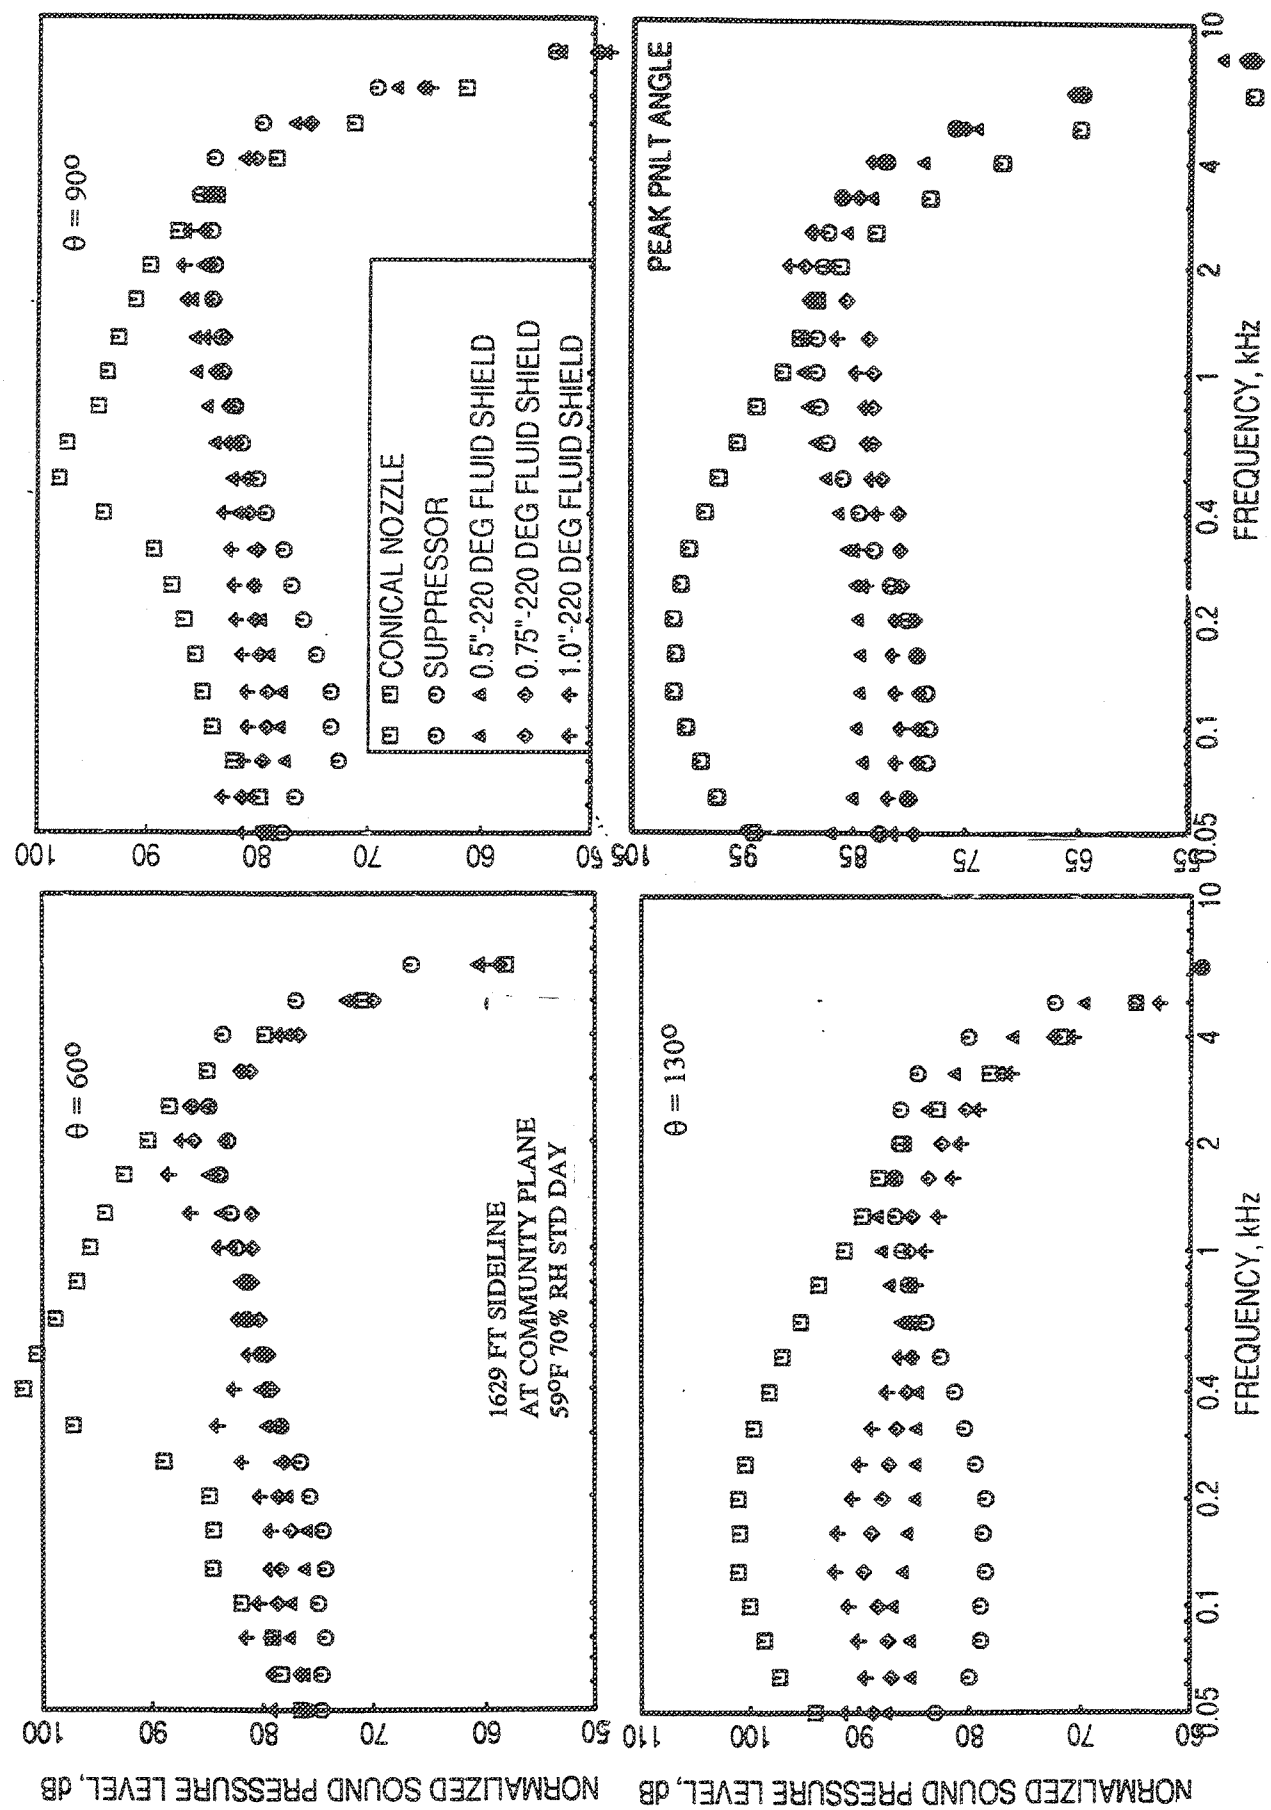 NORMALIZED SOUND PRESSURE LEVEL, dB
100
90
80
70
60
50
θ = 60º
1629 FT SIDELINE
AT COMMUNITY PLANE
59ºF 70% RH STD DAY
100
90
80
70
60
50
θ = 90º
CONICAL NOZZLE
SUPPRESSOR
0.5"-220 DEG FLUID SHIELD
0.75"-220 DEG FLUID SHIELD
1.0"-220 DEG FLUID SHIELD
NORMALIZED SOUND PRESSURE LEVEL, dB
110
100
90
80
70
60
θ = 130º
0.05
0.1
0.2
0.4
1
2
4
10
FREQUENCY, kHz
105
95
85
75
65
55
PEAK PNLT ANGLE
0.05
0.1
0.2
0.4
1
2
4
10
FREQUENCY, kHz